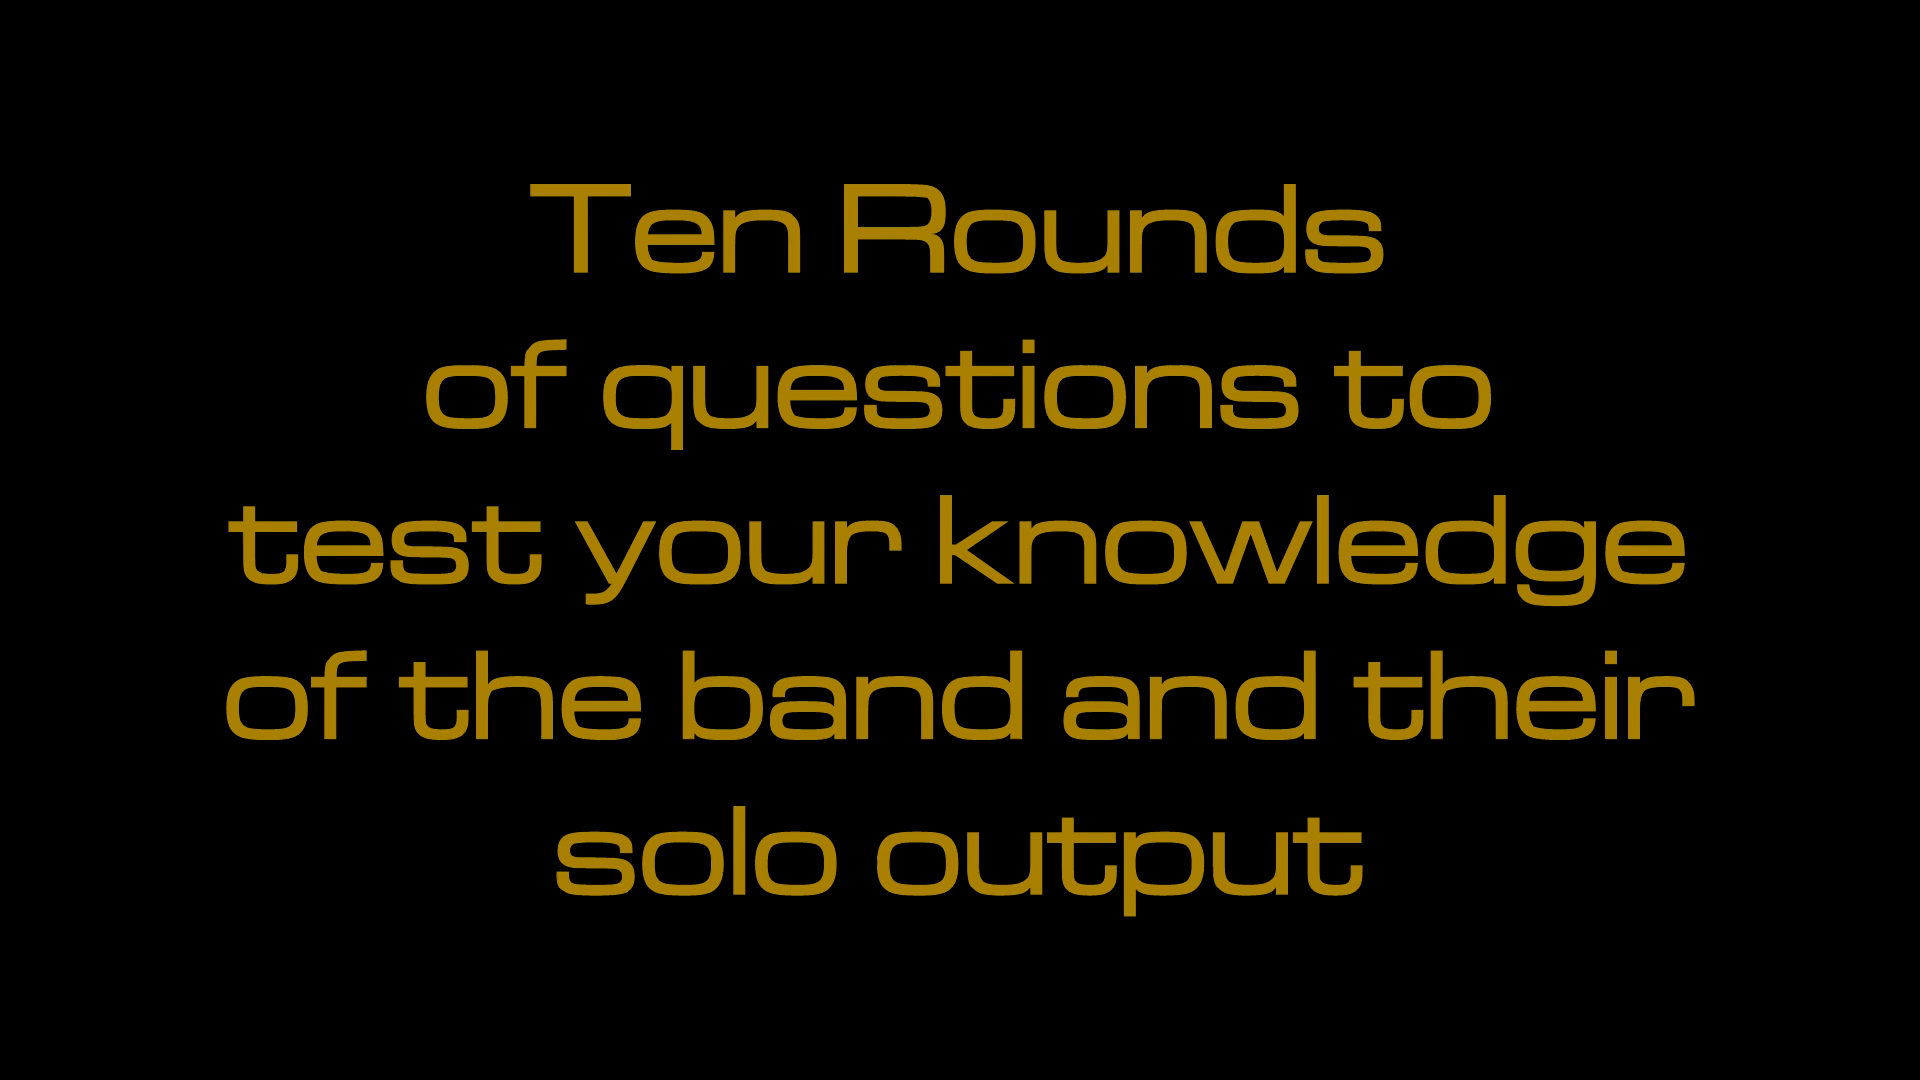 Ten Rounds
of questions to
test your knowledge
of the band and their
solo output